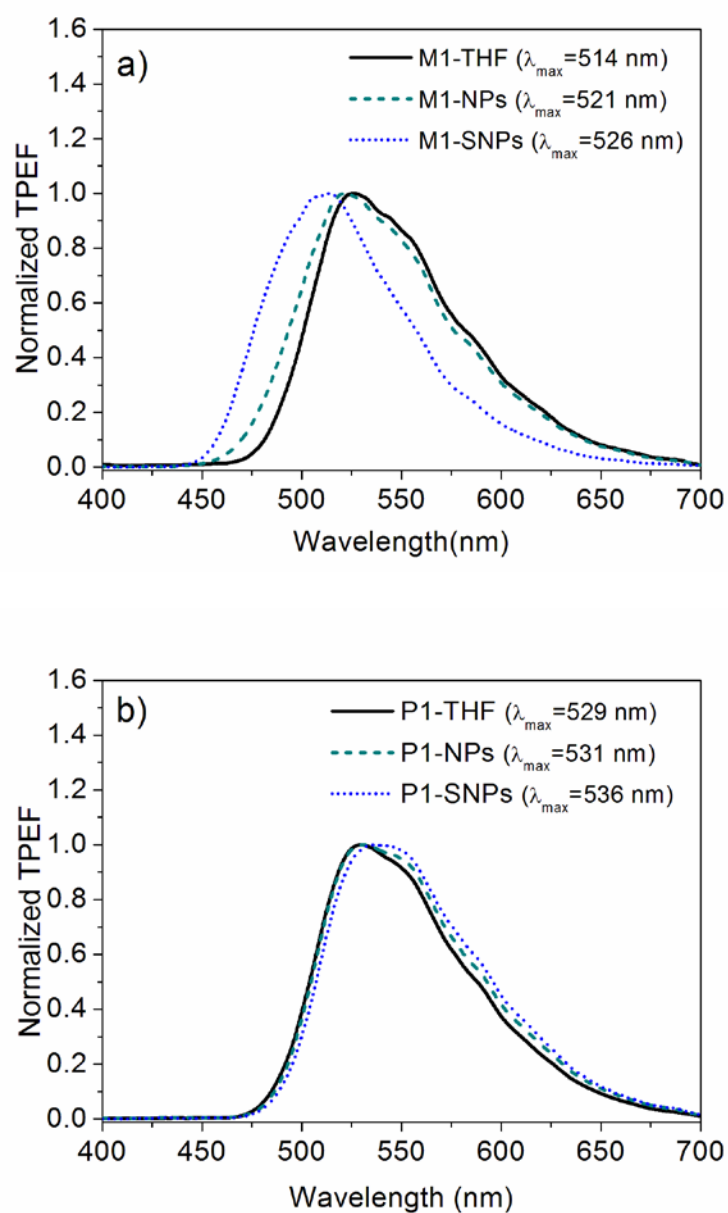 1.6
a)
M1-THF (λmax=514 nm)
M1-NPs (λmax=521 nm)
M1-SNPs (λmax=526 nm)
1.4
1.2
1.0
0.8
0.6
0.4
0.2
0.0
Normalized TPEF
400 450 500 550 600 650 700
Wavelength(nm)
1.6
b)
P1-THF (λmax=529 nm)
P1-NPs (λmax=531 nm)
P1-SNPs (λmax=536 nm)
1.4
1.2
1.0
0.8
0.6
0.4
0.2
0.0
Normalized TPEF
400 450 500 550 600 650 700
Wavelength (nm)